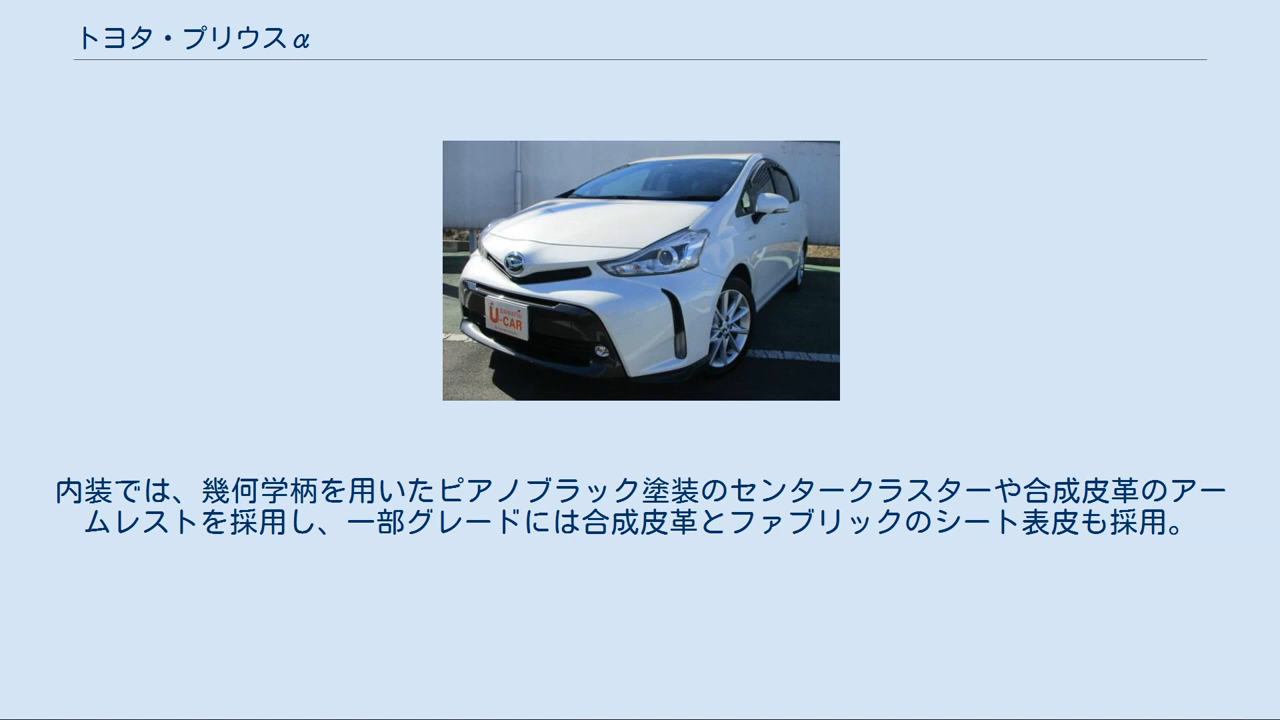 トヨタ・プリウスα
U-CAR
内装では、幾何学柄を用いたピアノブラック塗装のセンタークラスターや合成皮革のアー
ムレストを採用し、一部グレードには合成皮革とファブリックのシート表皮も採用。